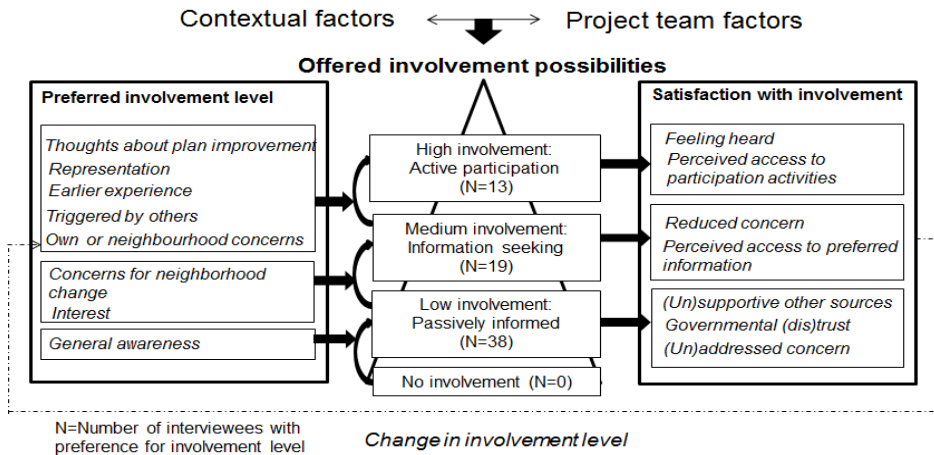 Contextual factors
Project team factors
Offered involvement possibilities
Preferred involvement level
Thoughts about plan improvement
Representation
Earlier experience
Triggered by others
Own or neighbourhood concerns
Concerns for neighborhood
change
Interest
General awareness
High involvement:
Active participation
(N=13)
Medium involvement:
Information seeking
(N=19)
Low involvement:
Passively informed
(N=38)
No involvement (N=0)
Satisfaction with involvement
Feeling heard
Perceived access to
participation activities
Reduced concern
Perceived access to preferred
information
(Un)supportive other sources
Governmental (dis)trust
(Un)addressed concern
N=Number of interviewees with
preference for involvement level
Change in involvement level